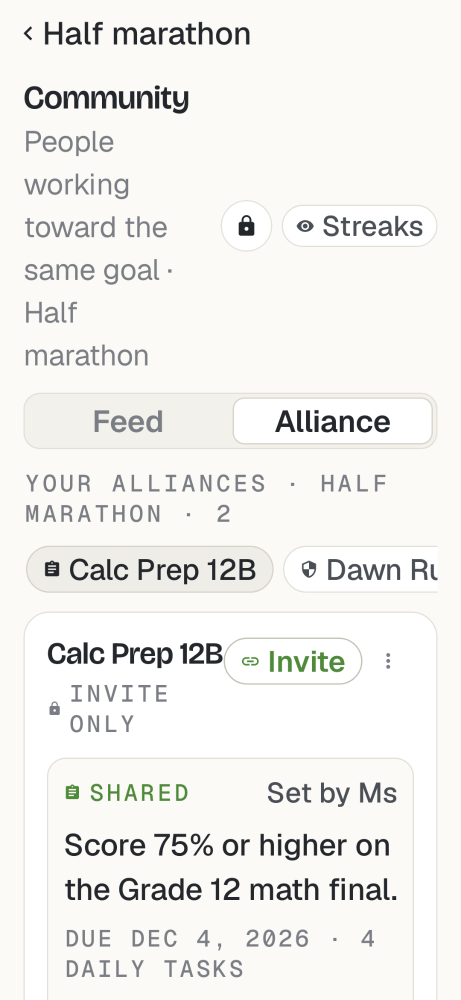 Half marathon
Community
People
working
toward the
same goal ·
Half
marathon
Streaks
Feed
Alliance
YOUR ALLIANCES · HALF
MARATHON · 2
Calc Prep 12B
Dawn Ru
Calc Prep 12B
Invite
INVITE
ONLY
SHARED
Set by Ms
Score 75% or higher on
the Grade 12 math final.
DUE DEC 4, 2026 · 4
DAILY TASKS